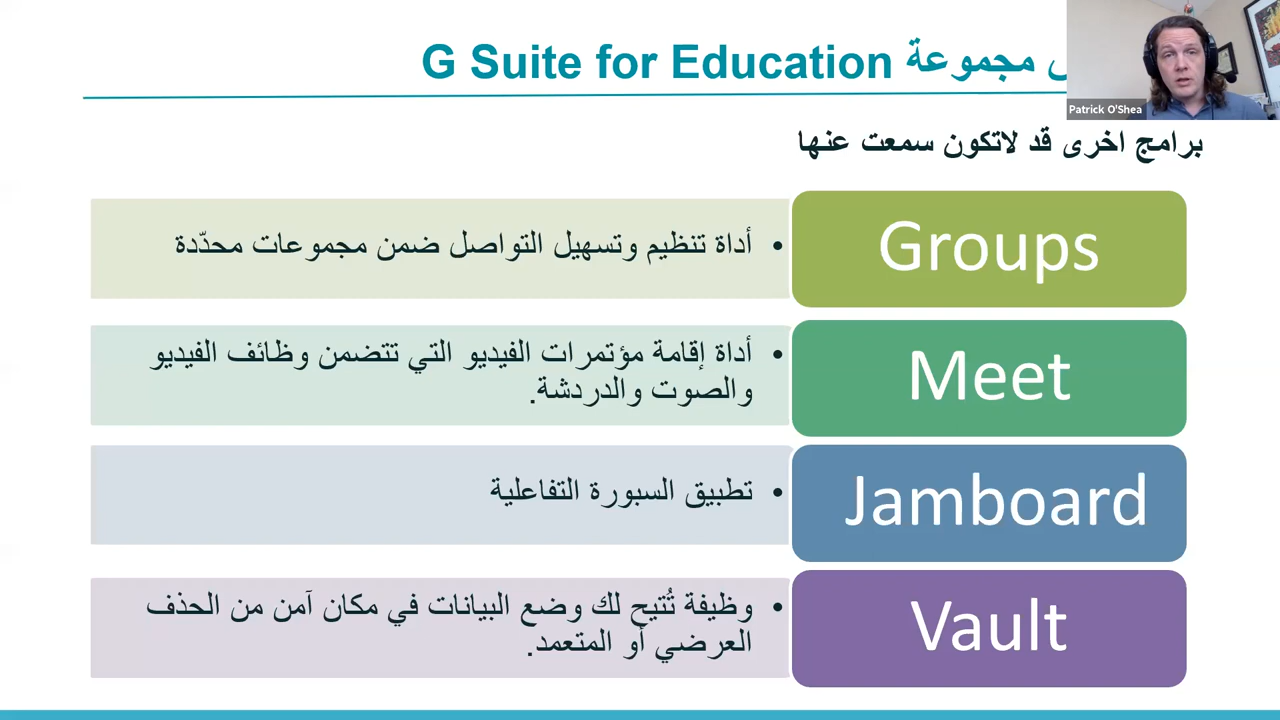 مجموعة G Suite for Education
Patrick O'Shea
برامج اخرى قد لاتكون سمعت عنها
Groups
• أداة تنظيم وتسهيل التواصل ضمن مجموعات محدّدة
Meet
• أداة إقامة مؤتمرات الفيديو التي تتضمن وظائف الفيديو
والصوت والدردشة.
Jamboard
• تطبيق السبورة التفاعلية
Vault
• وظيفة تُتيح لك وضع البيانات في مكان آمن من الحذف
العرضي أو المتعمد.